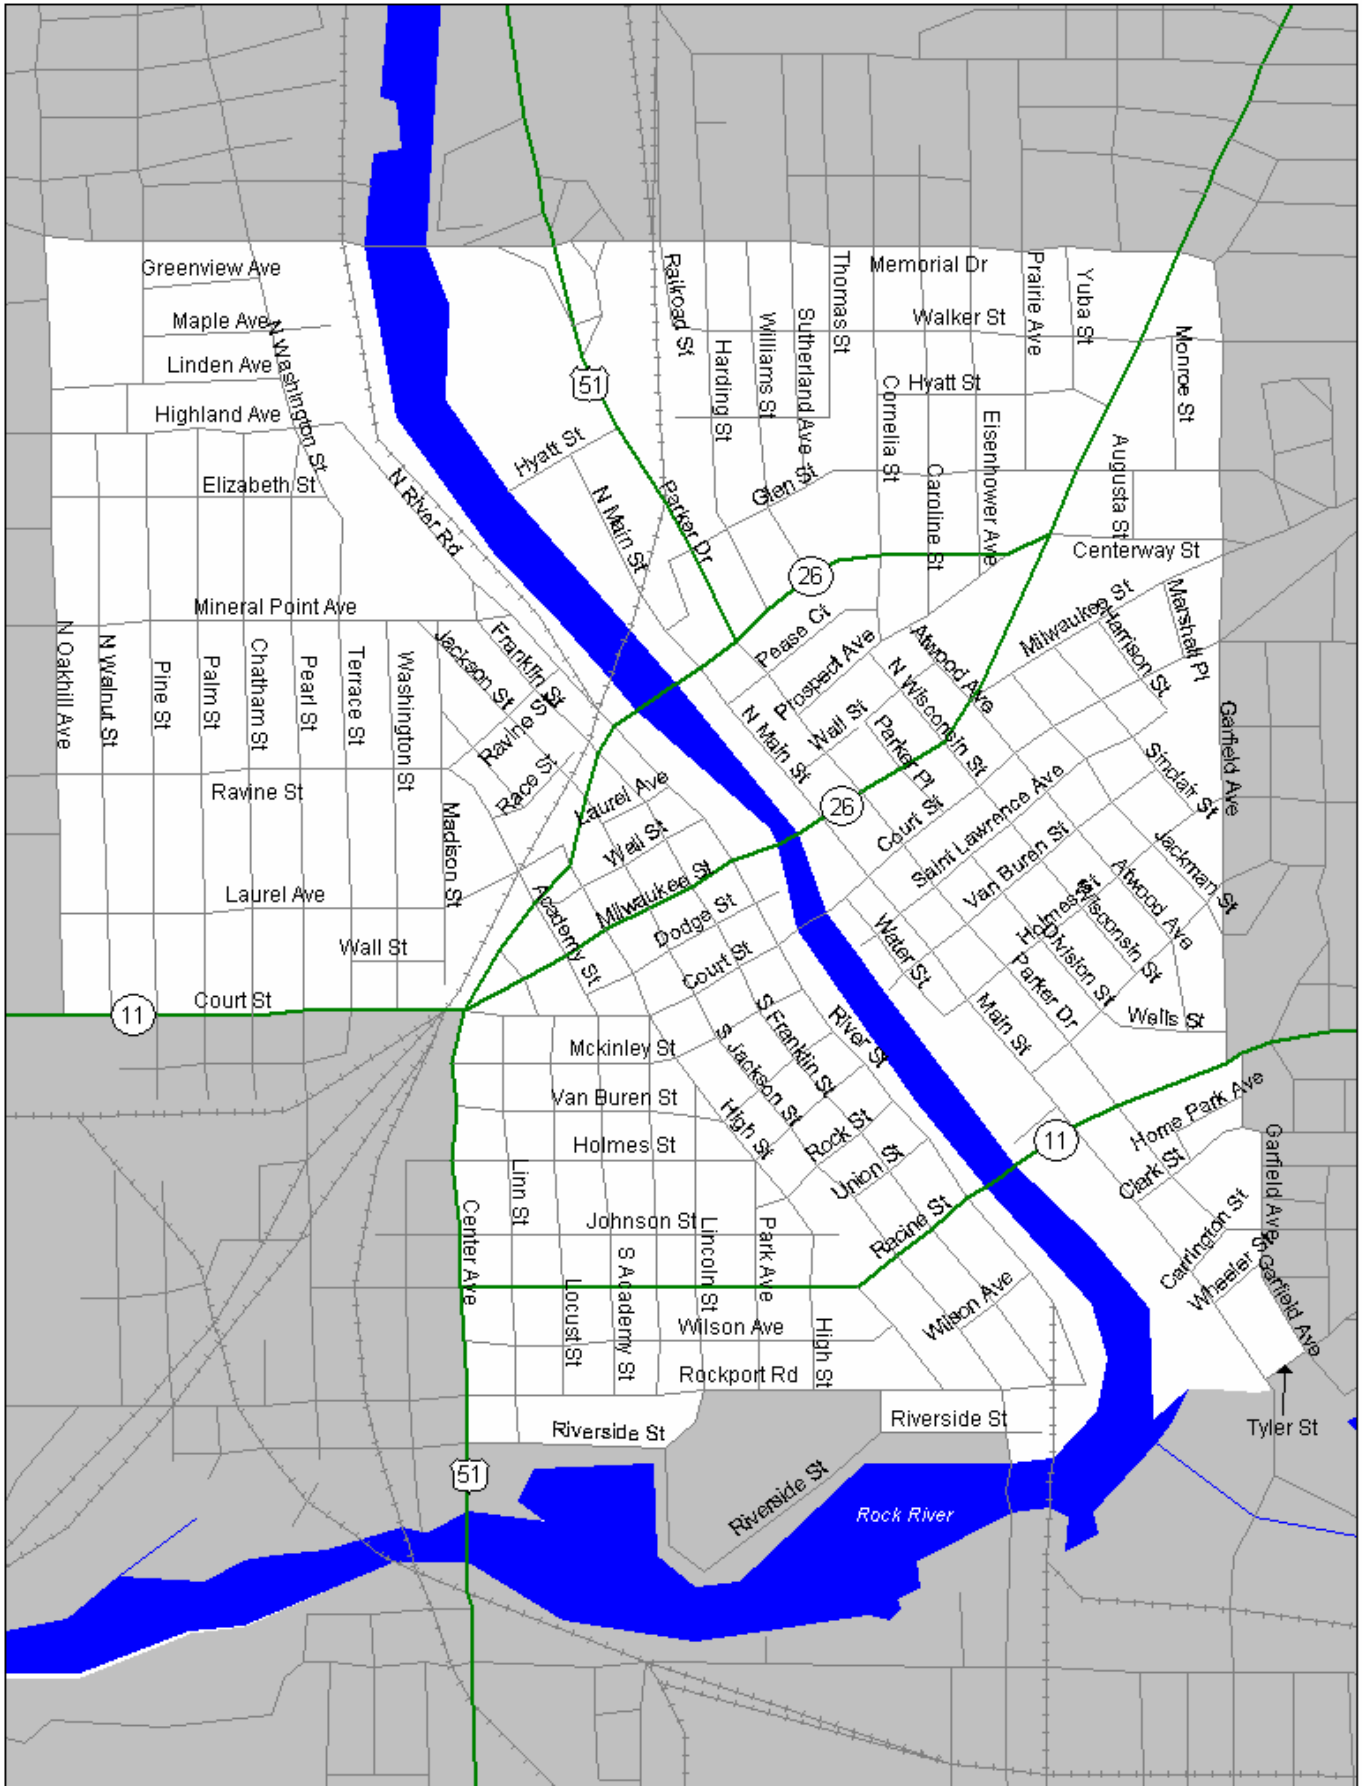 Greenview Ave
Maple Ave
Linden Ave
Highland Ave
N Washington St
Elizabeth St
N River Rd
Mineral Point Ave
Railroad St
Harding St
Williams St
Sutherland Ave
Thomas St
Memorial Dr
Walker St
Prairie Ave
Yuba St
Monroe St
51
Hyatt St
Hyatt St
Cornelia St
Caroline St
Eisenhower Ave
Augusta St
Glen St
N Main St
Parker Dr
26
Centerway St
Milwaukee St
Harrison St
Marshall Pl
Pease Ct
Prospect Ave
Atwood Ave
N Wisconsin St
N Main St
Wall St
Parker Pl
Garfield Ave
N Oakhill Ave
N Walnut St
Pine St
Palm St
Chatham St
Pearl St
Terrace St
Washington St
Jackson St
Franklin St
Ravine St
Race St
Ravine St
Madison St
Laurel Ave
Wall St
Laurel Ave
Wall St
Milwaukee St
Academy St
Dodge St
Court St
26
Court St
Saint Lawrence Ave
Van Buren St
Sinclair St
Jackman St
Atwood Ave
Wisconsin St
Holmes St
Division St
Parker Dr
Water St
Main St
Walls St
11
Court St
Mckinley St
Van Buren St
Holmes St
Johnson St
S Jackson St
S Franklin St
River St
High St
Rock St
Union St
Racine St
11
Home Park Ave
Clark St
Garfield Ave
Carrington St
Wheeler St
Garfield Ave
Tyler St
Linn St
Center Ave
Locust St
S Academy St
Lincoln St
Park Ave
High St
Wilson Ave
Wilson Ave
Rockport Rd
Riverside St
Riverside St
Riverside St
51
Rock River